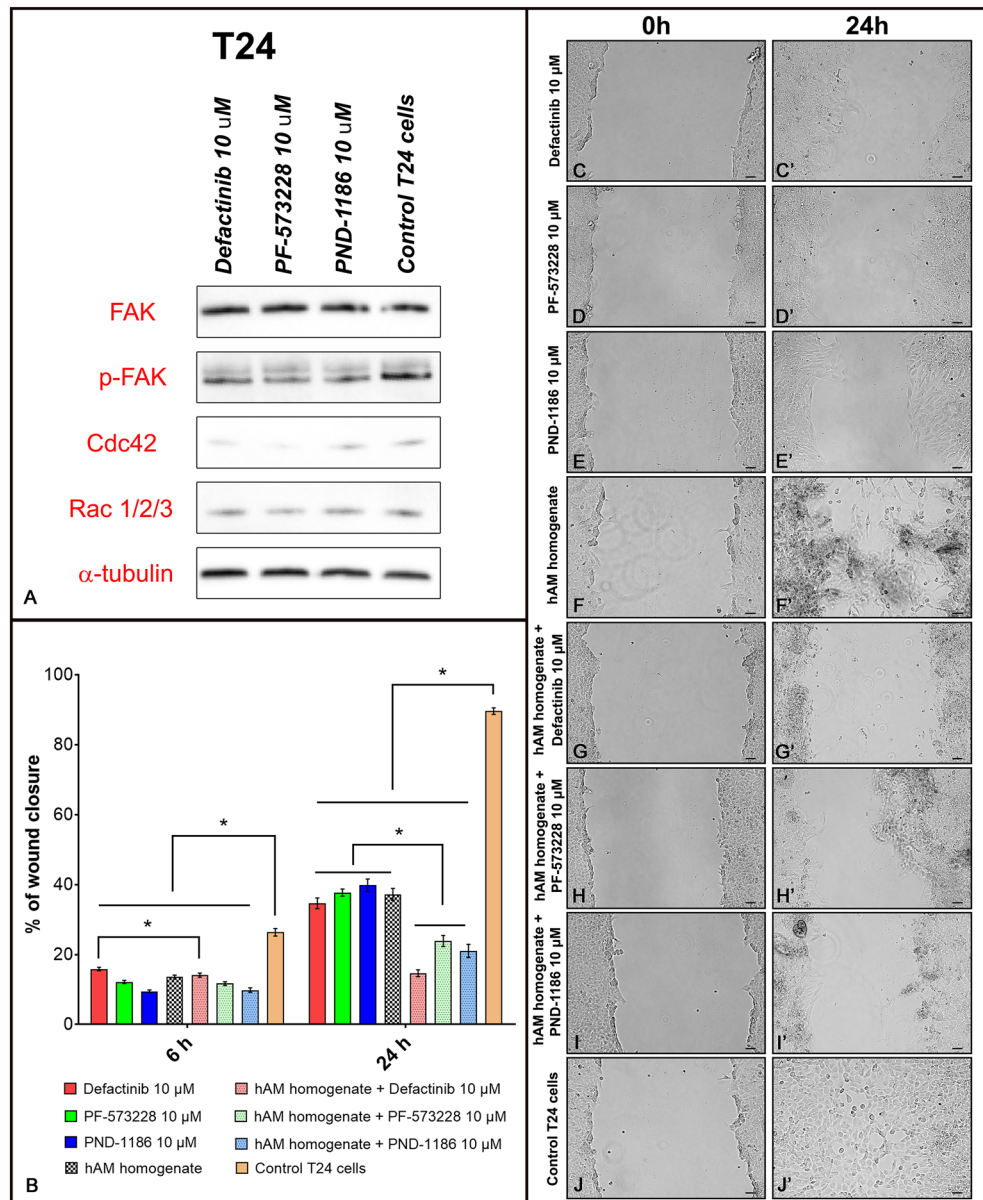 T24
Defactinib 10 uM
PF-573228 10 uM
PND-1186 10 uM
Control T24 cells
FAK
p-FAK
Cdc42
Rac 1/2/3
α-tubulin
A
% of wound closure
100
80
60
40
20
0
*
*
*
*
6 h
24 h
Defactinib 10 µM
PF-573228 10 µM
PND-1186 10 µM
hAM homogenate
hAM homogenate + Defactinib 10 µM
hAM homogenate + PF-573228 10 µM
hAM homogenate + PND-1186 10 µM
Control T24 cells
B
0h
24h
Defactinib 10 µM
C
C'
PF-573228 10 µM
D
D'
PND-1186 10 µM
E
E'
hAM homogenate
F
F'
hAM homogenate +
Defactinib 10 µM
G
G'
hAM homogenate +
PF-573228 10 µM
H
H'
hAM homogenate +
PND-1186 10 µM
I
I'
Control T24 cells
J
J'